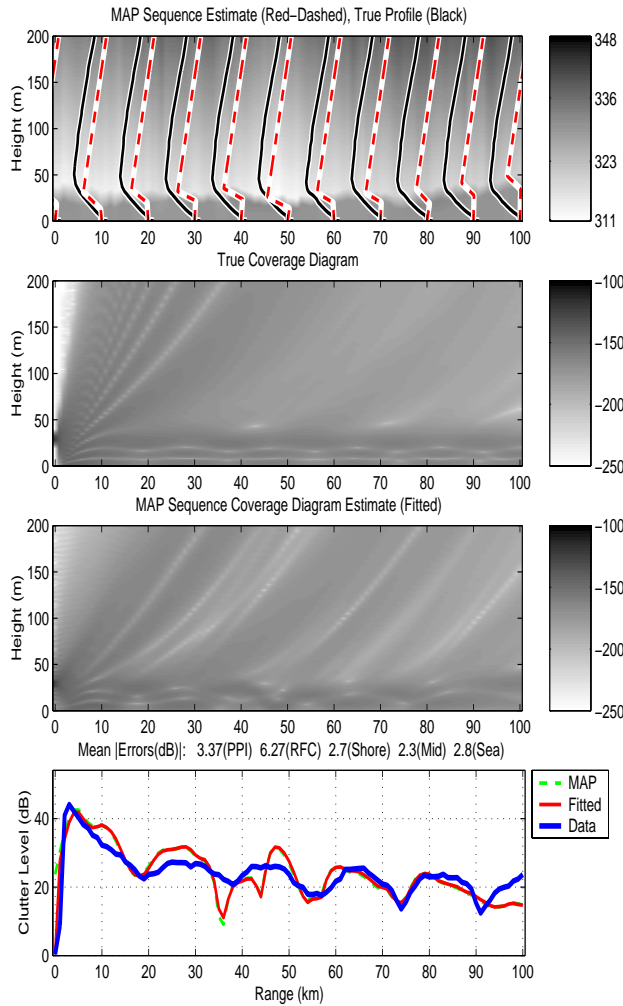 MAP Sequence Estimate (Red−Dashed), True Profile (Black)
200
150
100
50
0
Height (m)
0 10 20 30 40 50 60 70 80 90 100
348
336
323
311
True Coverage Diagram
200
150
100
50
0
Height (m)
0 10 20 30 40 50 60 70 80 90 100
−100
−150
−200
−250
MAP Sequence Coverage Diagram Estimate (Fitted)
200
150
100
50
0
Height (m)
0 10 20 30 40 50 60 70 80 90 100
−100
−150
−200
−250
Mean |Errors(dB)|: 3.37(PPI) 6.27(RFC) 2.7(Shore) 2.3(Mid) 2.8(Sea)
40
20
0
Clutter Level (dB)
0 10 20 30 40 50 60 70 80 90 100
Range (km)
MAP
Fitted
Data